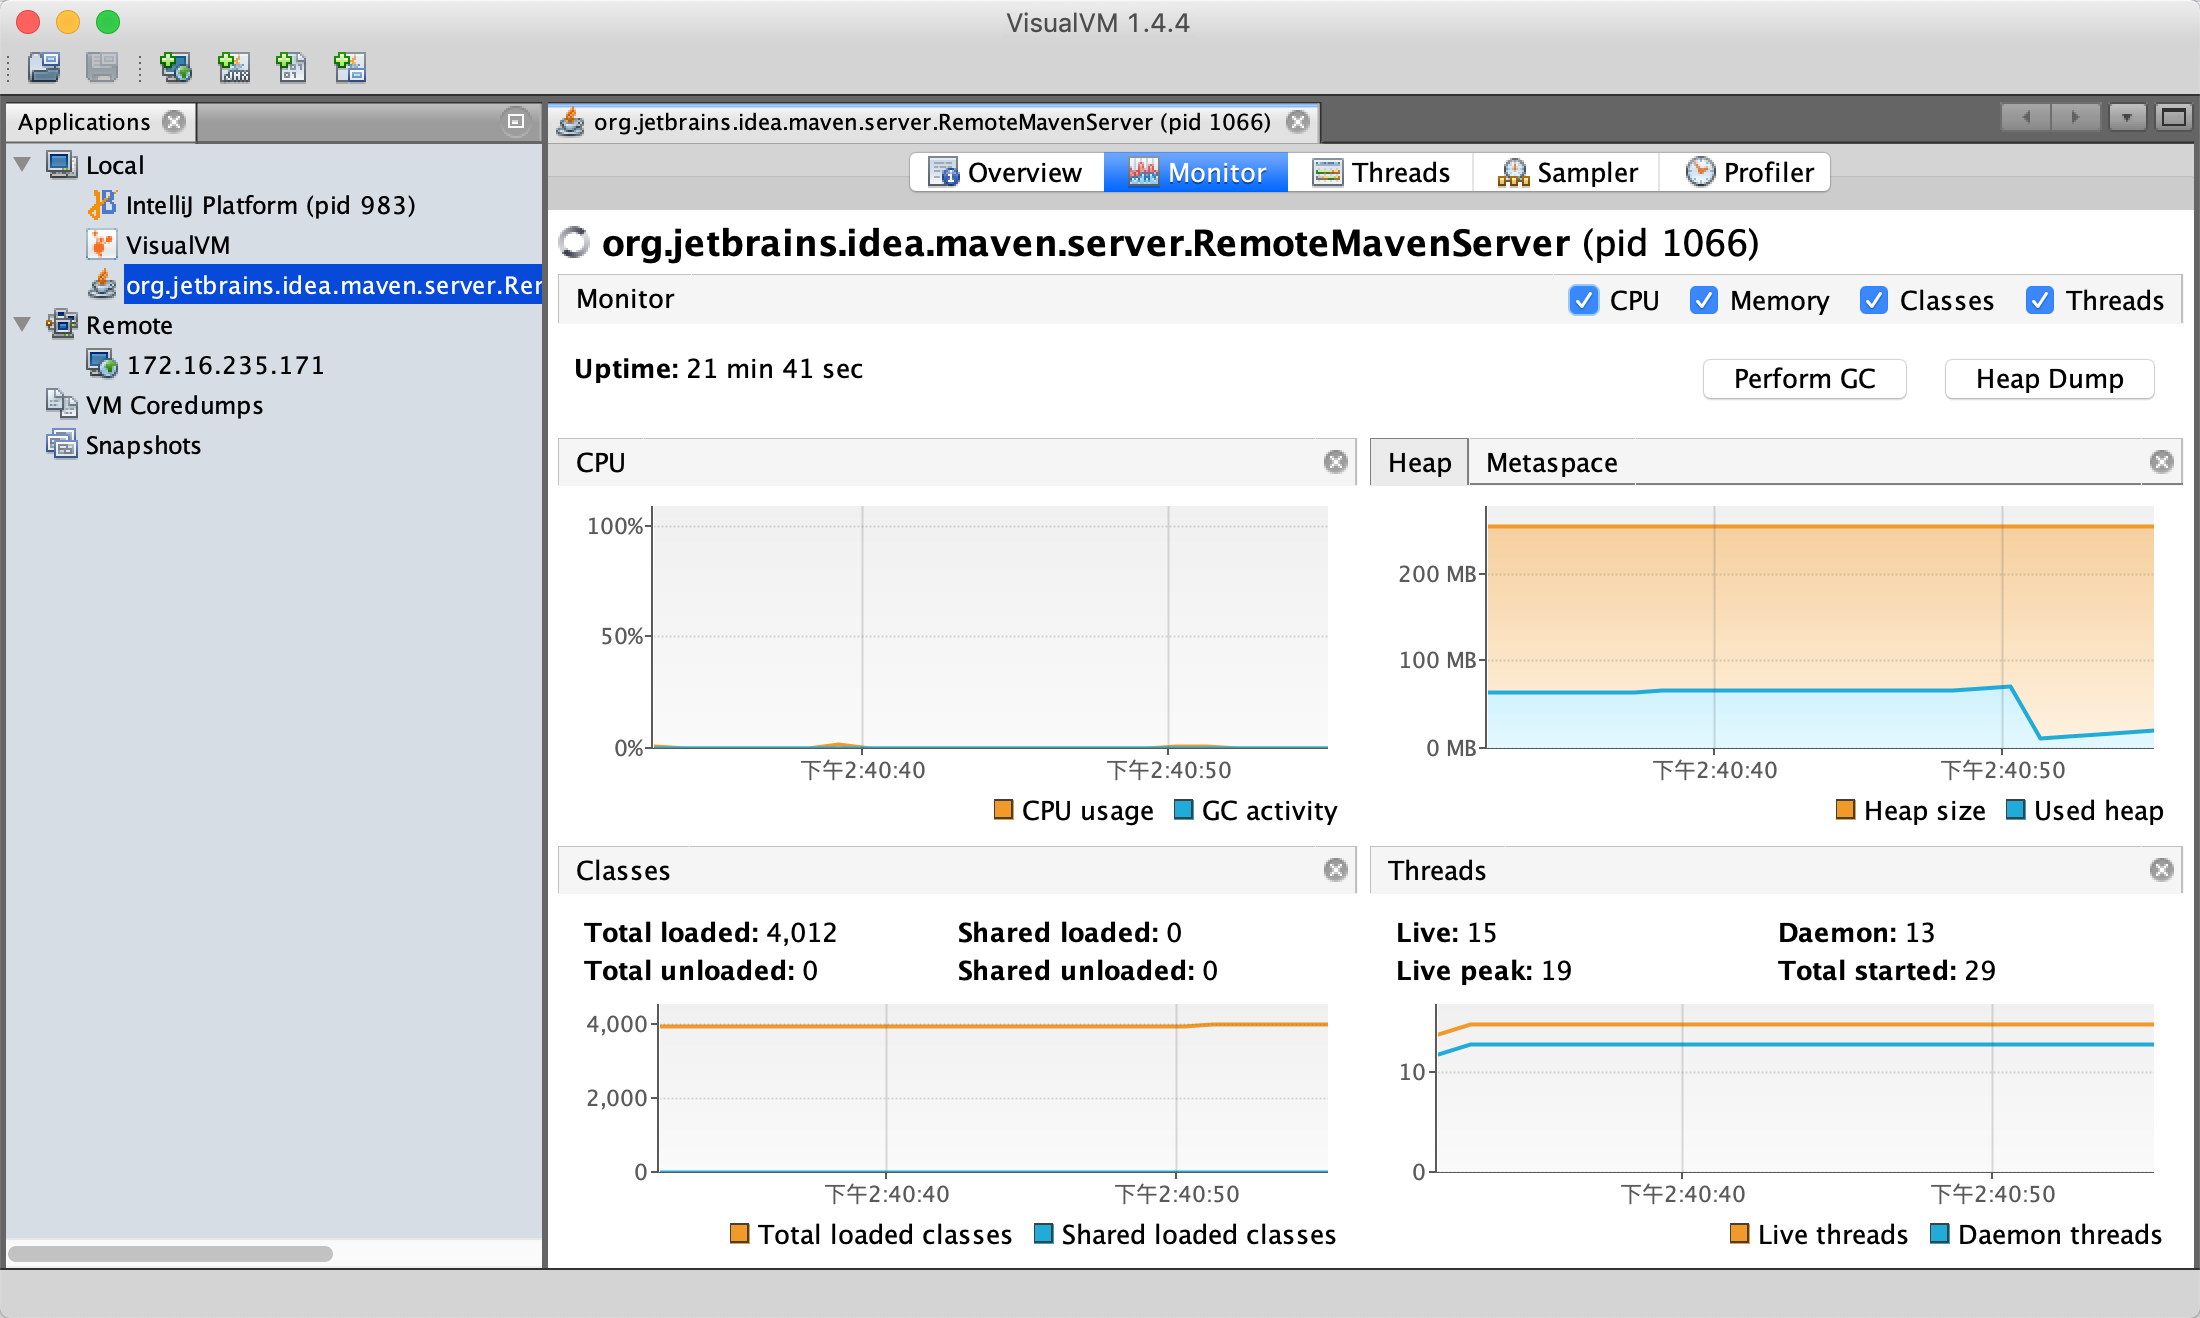 VisualVM 1.4.4
Applications
org.jetbrains.idea.maven.server.RemoteMavenServer (pid 1066)
Local
IntelliJ Platform (pid 983)
VisualVM
org.jetbrains.idea.maven.server.Rer
Remote
172.16.235.171
VM Coredumps
Snapshots
Overview
Monitor
Threads
Sampler
Profiler
org.jetbrains.idea.maven.server.RemoteMavenServer (pid 1066)
Monitor
CPU
Memory
Classes
Threads
Uptime: 21 min 41 sec
Perform GC
Heap Dump
CPU
100%
50%
0%
下午2:40:40
下午2:40:50
CPU usage
GC activity
Heap
Metaspace
200 MB
100 MB
0 MB
下午2:40:40
下午2:40:50
Heap size
Used heap
Classes
Total loaded: 4,012
Shared loaded: 0
Total unloaded: 0
Shared unloaded: 0
4,000
2,000
0
下午2:40:40
下午2:40:50
Total loaded classes
Shared loaded classes
Threads
Live: 15
Daemon: 13
Live peak: 19
Total started: 29
10
0
下午2:40:40
下午2:40:50
Live threads
Daemon threads